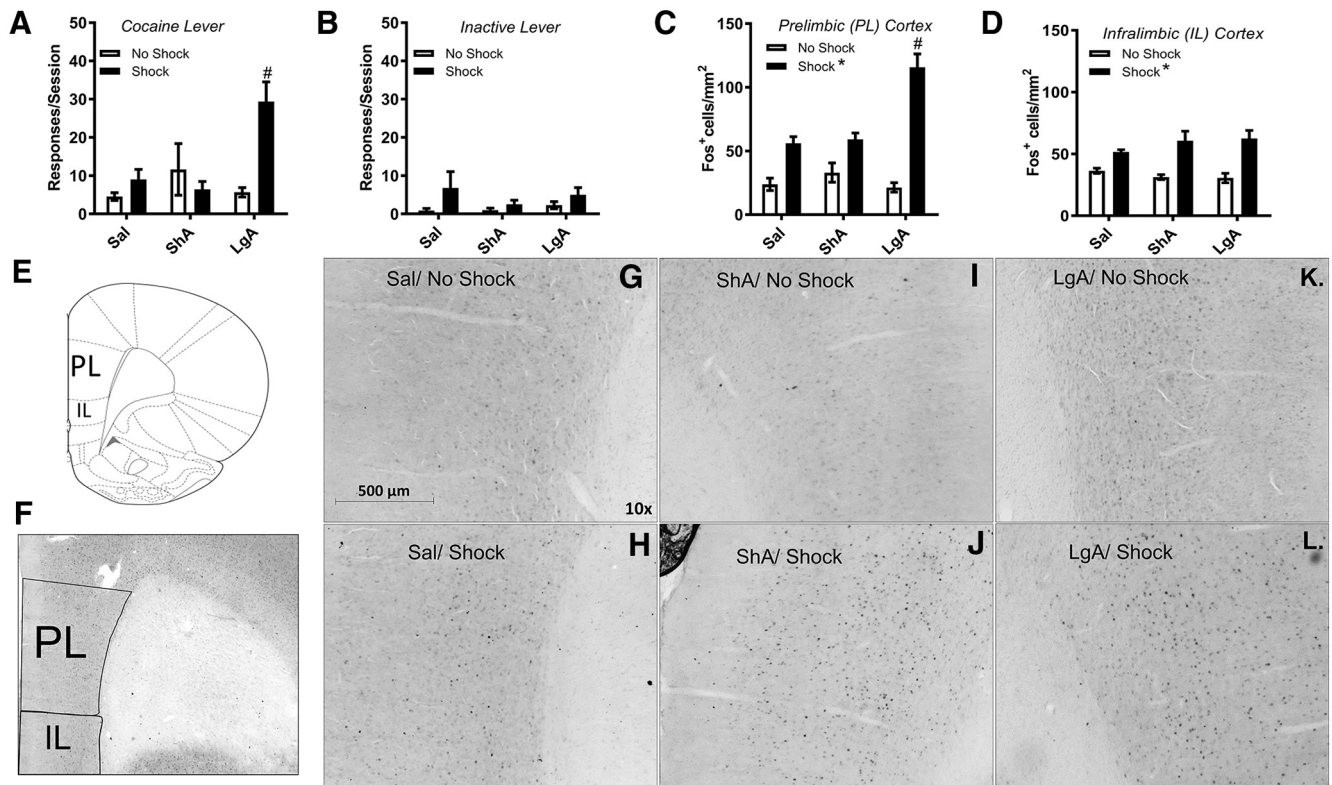 A
Cocaine Lever
No Shock
Shock
#
Responses/Session
50
40
30
20
10
0
Sal
ShA
LgA
B
Inactive Lever
No Shock
Shock
Responses/Session
50
40
30
20
10
0
Sal
ShA
LgA
C
Prelimbic (PL) Cortex
No Shock
Shock *
#
Fos+ cells/mm2
150
100
50
0
Sal
ShA
LgA
D
Infralimbic (IL) Cortex
No Shock
Shock *
Fos+ cells/mm2
150
100
50
0
Sal
ShA
LgA
E
PL
IL
F
PL
IL
Sal/ No Shock
G
500 µm
10x
Sal/ Shock
H
ShA/ No Shock
I
ShA/ Shock
J
LgA/ No Shock
K.
LgA/ Shock
L.